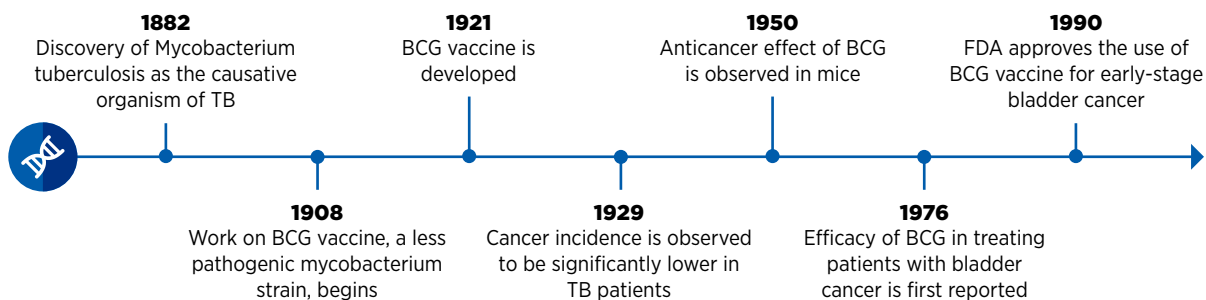 1882
Discovery of Mycobacterium
tuberculosis as the causative
organism of TB
1908
Work on BCG vaccine, a less
pathogenic mycobacterium
strain, begins
1921
BCG vaccine is
developed
1929
Cancer incidence is observed
to be significantly lower in
TB patients
1950
Anticancer effect of BCG
is observed in mice
1976
Efficacy of BCG in treating
patients with bladder
cancer is first reported
1990
FDA approves the use of
BCG vaccine for early-stage
bladder cancer